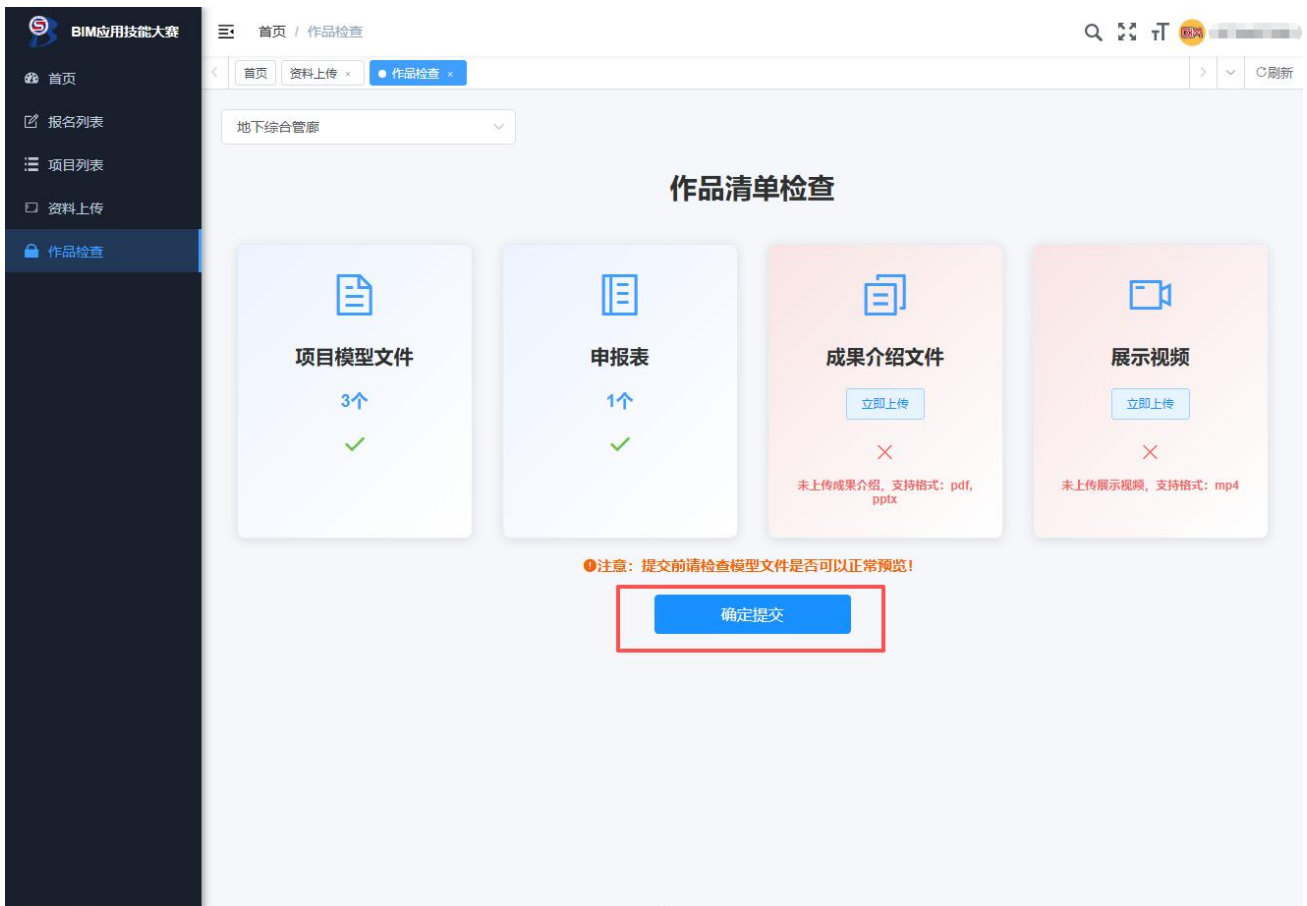 BIM应用技能大赛
首页 / 作品检查
首页
首页
资料上传 ×
作品检查 ×
刷新
报名列表
项目列表
资料上传
作品检查
地下综合管廊
作品清单检查
项目模型文件
3个
申报表
1个
成果介绍文件
立即上传
未上传成果介绍，支持格式：pdf,
pptx
展示视频
立即上传
未上传展示视频，支持格式：mp4
注意：提交前请检查模型文件是否可以正常预览！
确定提交